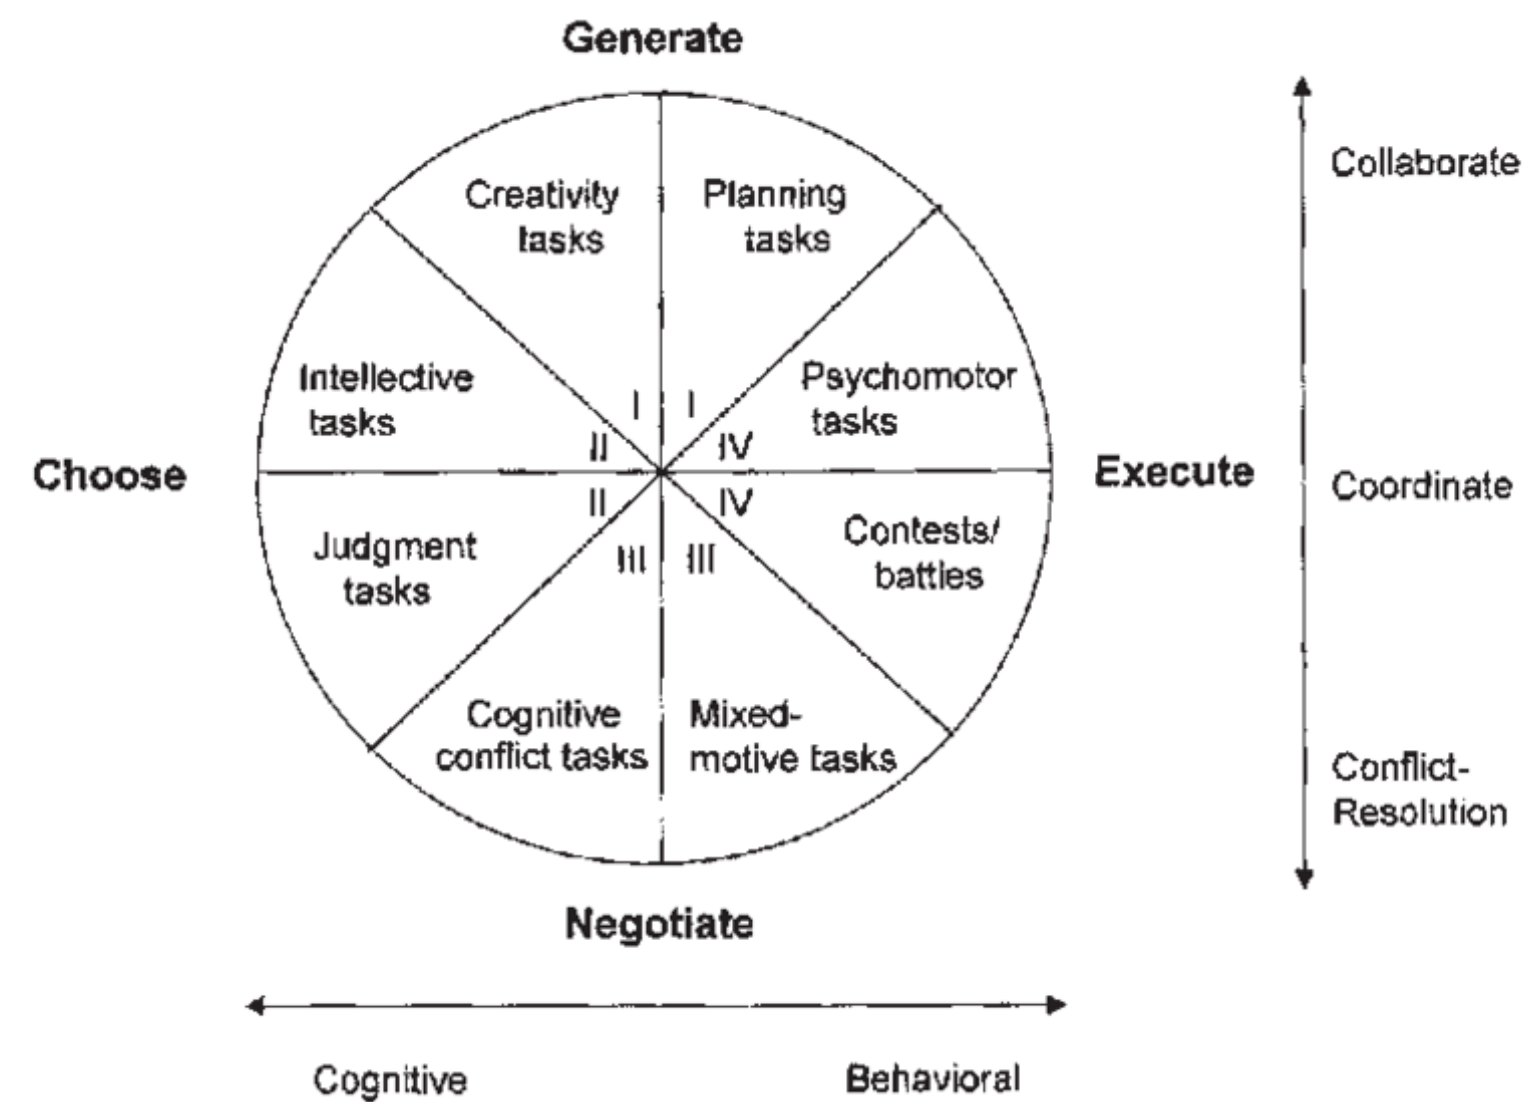 Generate
Collaborate
Creativity
tasks
Planning
tasks
Intellective
tasks
Psychomotor
tasks
I
I
II
IV
Choose
Execute
Coordinate
II
IV
III
III
Judgment
tasks
Contests/
battles
Cognitive
conflict tasks
Mixed-
motive tasks
Conflict-
Resolution
Negotiate
Cognitive
Behavioral